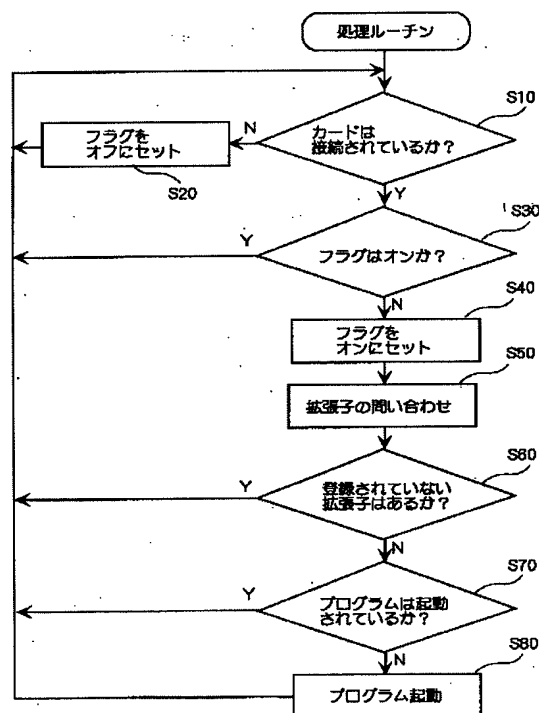 処理ルーチン
S10
カードは
接続されているか？
N
フラグを
オフにセット
S20
Y
S30
フラグはオンか？
Y
N
S40
フラグを
オンにセット
S50
拡張子の問い合わせ
S60
登録されていない
拡張子はあるか？
Y
N
S70
プログラムは起動
されているか？
Y
N
S80
プログラム起動